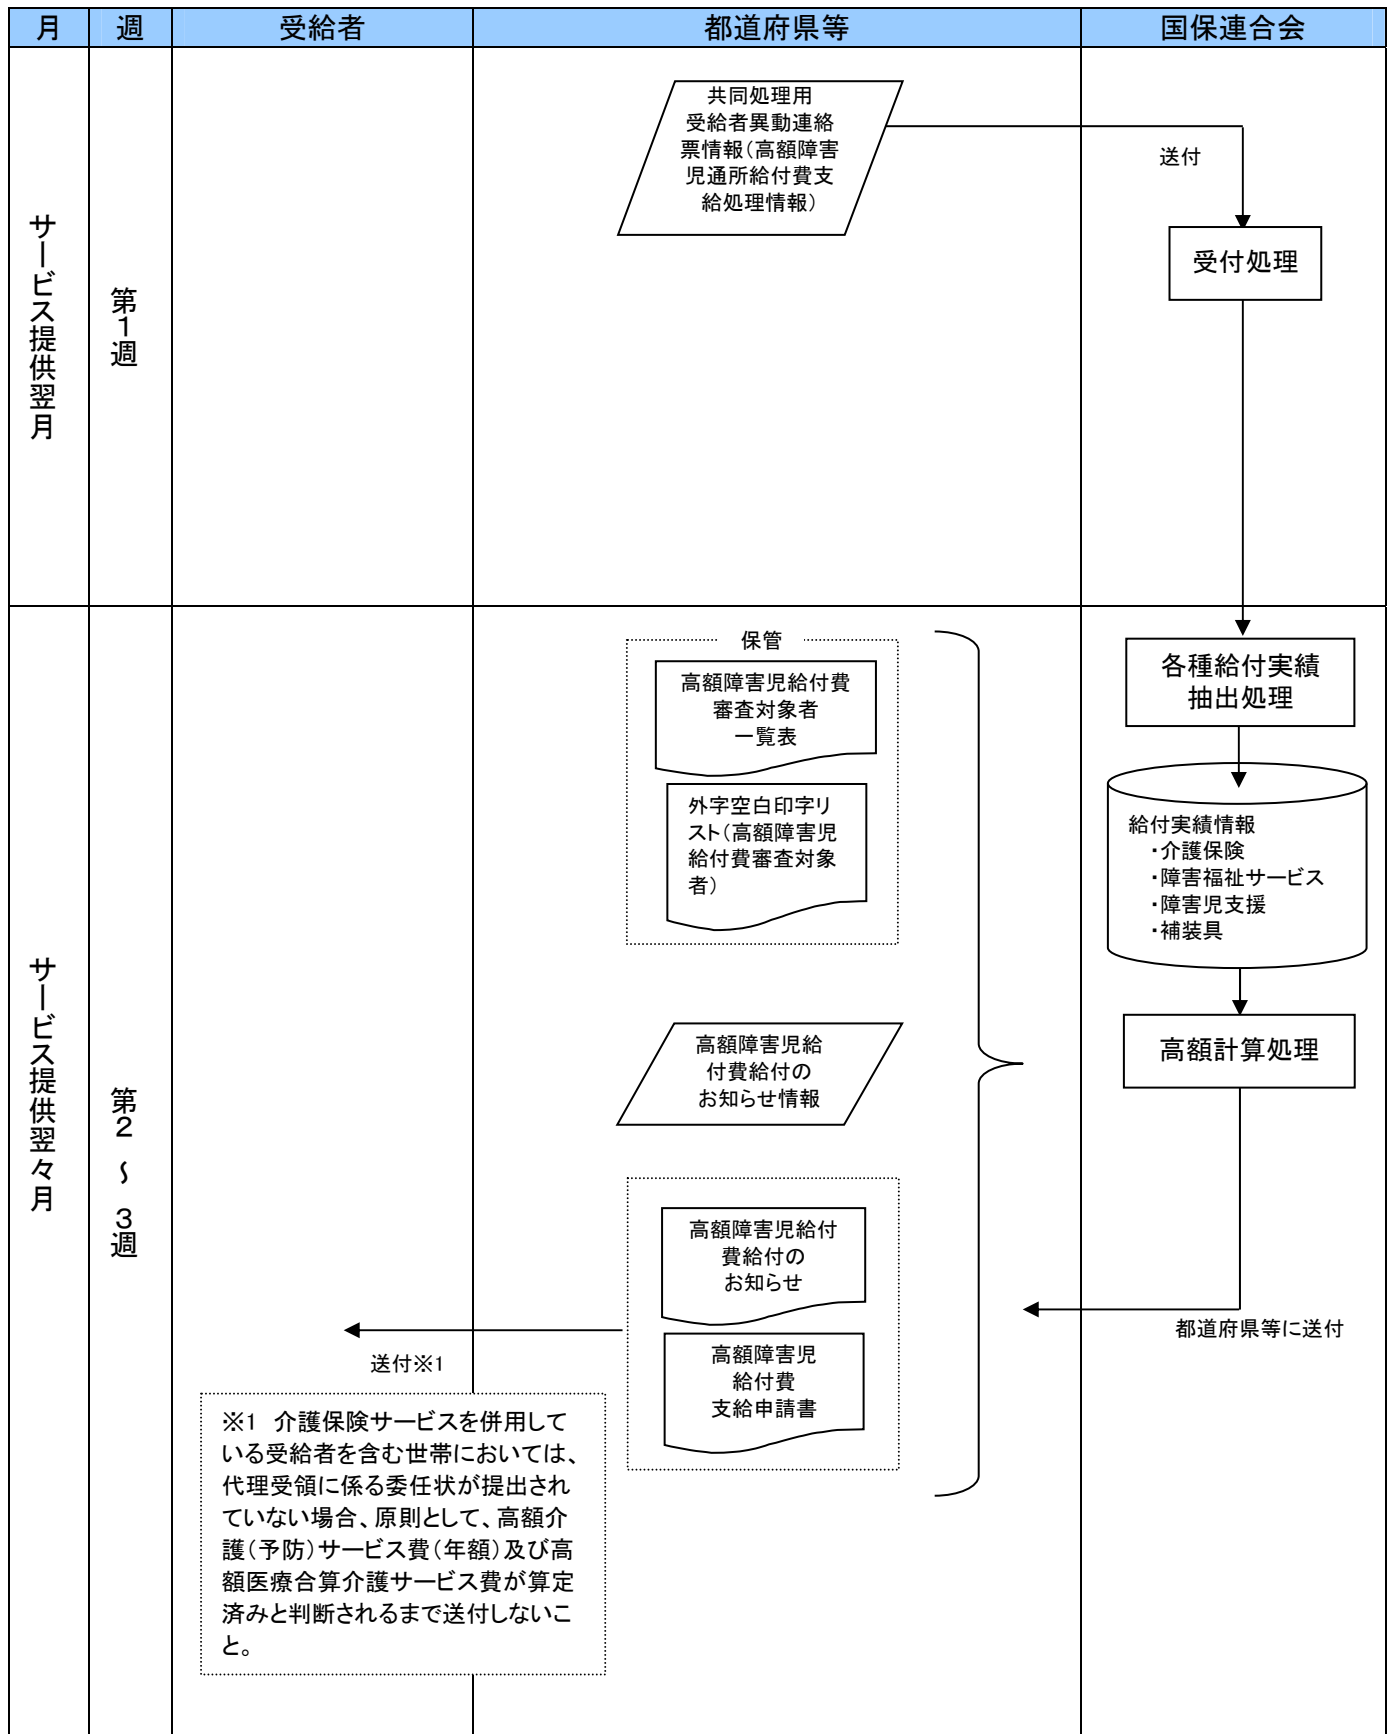 月
週
受給者
都道府県等
国保連合会
サービス提供翌月
第1週
共同処理用
受給者異動連絡
票情報(高額障害
児通所給付費支
給処理情報)
送付
受付処理
サービス提供翌々月
第2～3週
保管
高額障害児給付費
審査対象者
一覧表
外字空白印字リ
スト(高額障害児
給付費審査対象
者)
各種給付実績
抽出処理
給付実績情報
・介護保険
・障害福祉サービス
・障害児支援
・補装具
高額障害児給
付費給付の
お知らせ情報
高額計算処理
高額障害児給付
費給付の
お知らせ
都道府県等に送付
送付※1
高額障害児
給付費
支給申請書
※1　介護保険サービスを併用して
いる受給者を含む世帯においては、
代理受領に係る委任状が提出され
ていない場合、原則として、高額介
護(予防)サービス費(年額)及び高
額医療合算介護サービス費が算定
済みと判断されるまで送付しないこ
と。